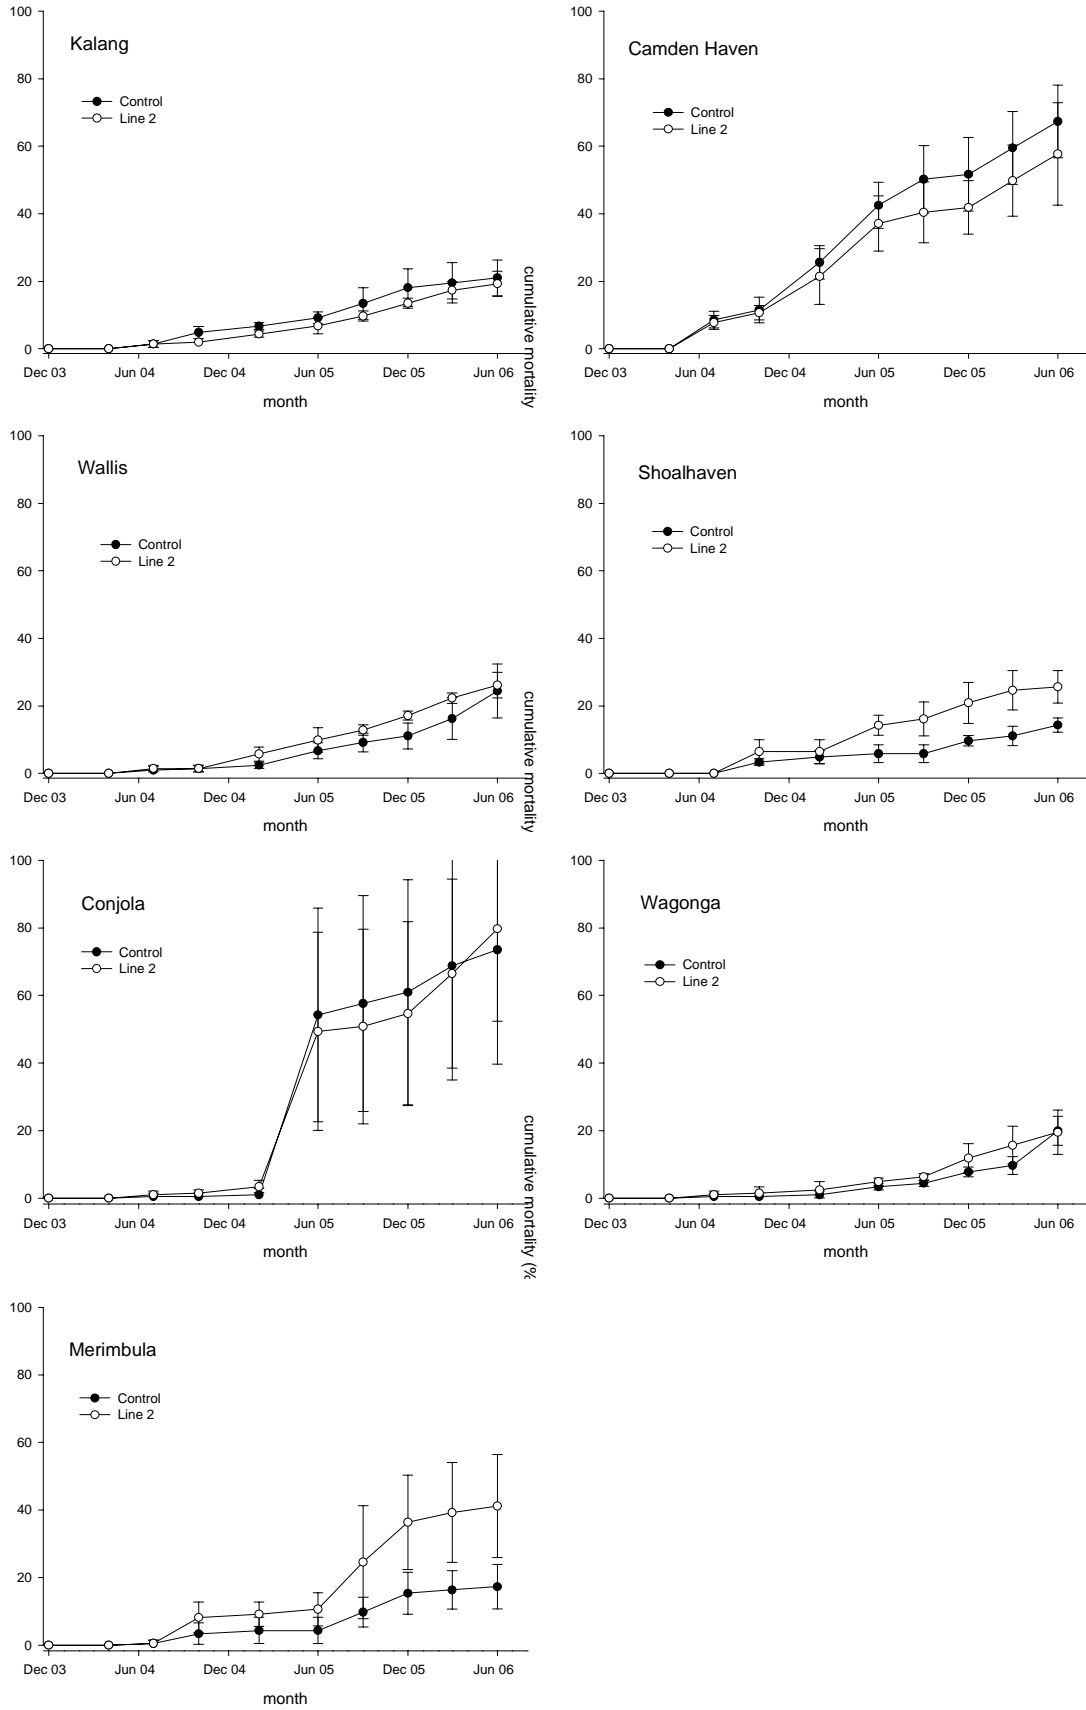 100
80
60
40
20
0
Kalang
Control
Line 2
Dec 03 Jun 04 Dec 04 Jun 05 Dec 05 Jun 06
month
cumulative mortality
100
80
60
40
20
0
Camden Haven
Control
Line 2
Dec 03 Jun 04 Dec 04 Jun 05 Dec 05 Jun 06
month
100
80
60
40
20
0
Wallis
Control
Line 2
Dec 03 Jun 04 Dec 04 Jun 05 Dec 05 Jun 06
month
cumulative mortality
100
80
60
40
20
0
Shoalhaven
Control
Line 2
Dec 03 Jun 04 Dec 04 Jun 05 Dec 05 Jun 06
month
100
80
60
40
20
0
Conjola
Control
Line 2
Dec 03 Jun 04 Dec 04 Jun 05 Dec 05 Jun 06
month
cumulative mortality (%
100
80
60
40
20
0
Wagonga
Control
Line 2
Dec 03 Jun 04 Dec 04 Jun 05 Dec 05 Jun 06
month
100
80
60
40
20
0
Merimbula
Control
Line 2
Dec 03 Jun 04 Dec 04 Jun 05 Dec 05 Jun 06
month